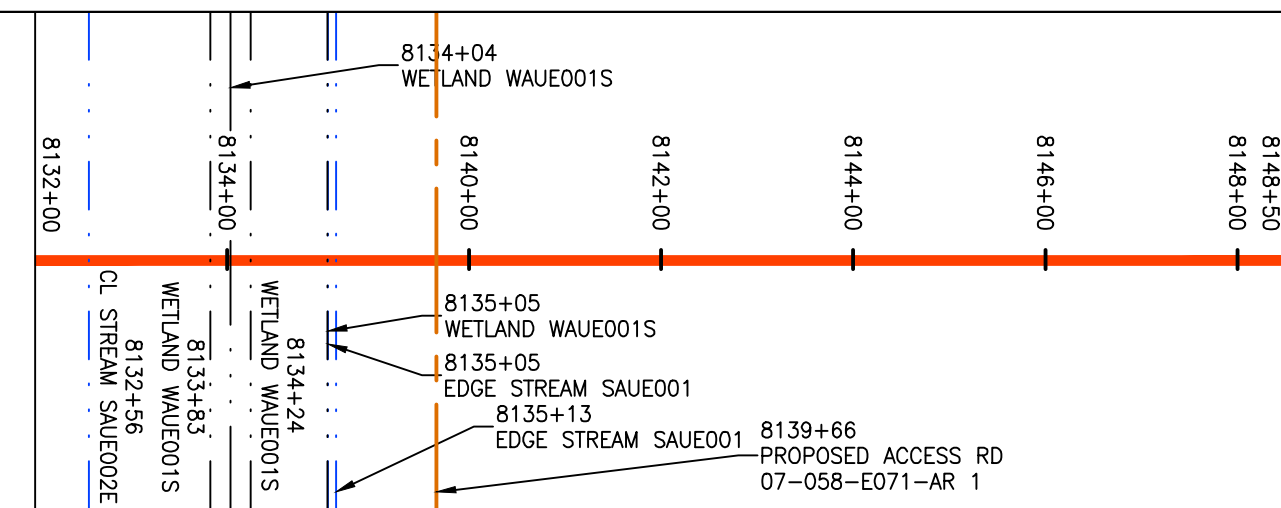 8134+04
WETLAND WAUE001S
8132+00
8134+00
8140+00
8142+00
8144+00
8146+00
8148+00
8148+50
8132+56
CL STREAM SAUE002E
8133+83
WETLAND WAUE001S
8134+24
WETLAND WAUE001S
8135+05
WETLAND WAUE001S
8135+05
EDGE STREAM SAUE001
8135+13
EDGE STREAM SAUE001
8139+66
PROPOSED ACCESS RD
07-058-E071-AR 1